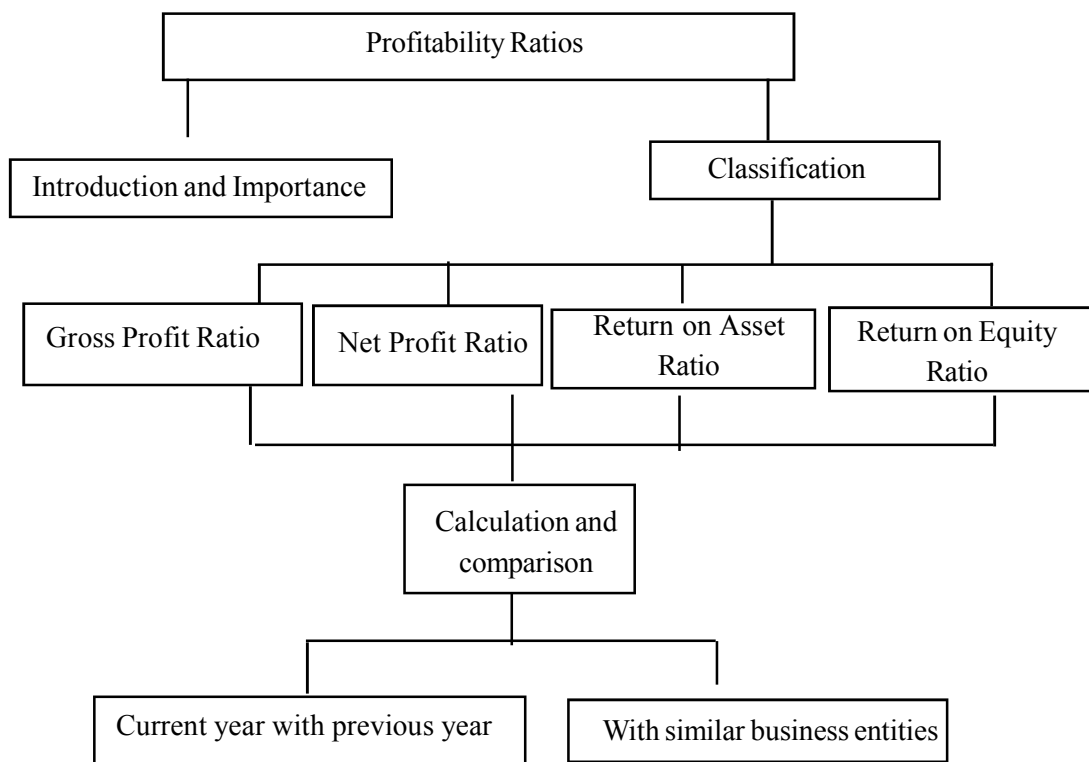 Profitability Ratios
Introduction and Importance
Classification
Gross Profit Ratio
Net Profit Ratio
Return on Asset
Ratio
Return on Equity
Ratio
Calculation and
comparison
Current year with previous year
With similar business entities